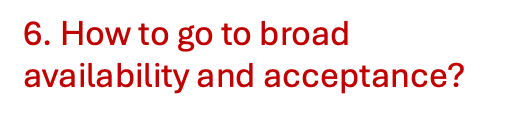 6. How to go to broad
availability and acceptance?